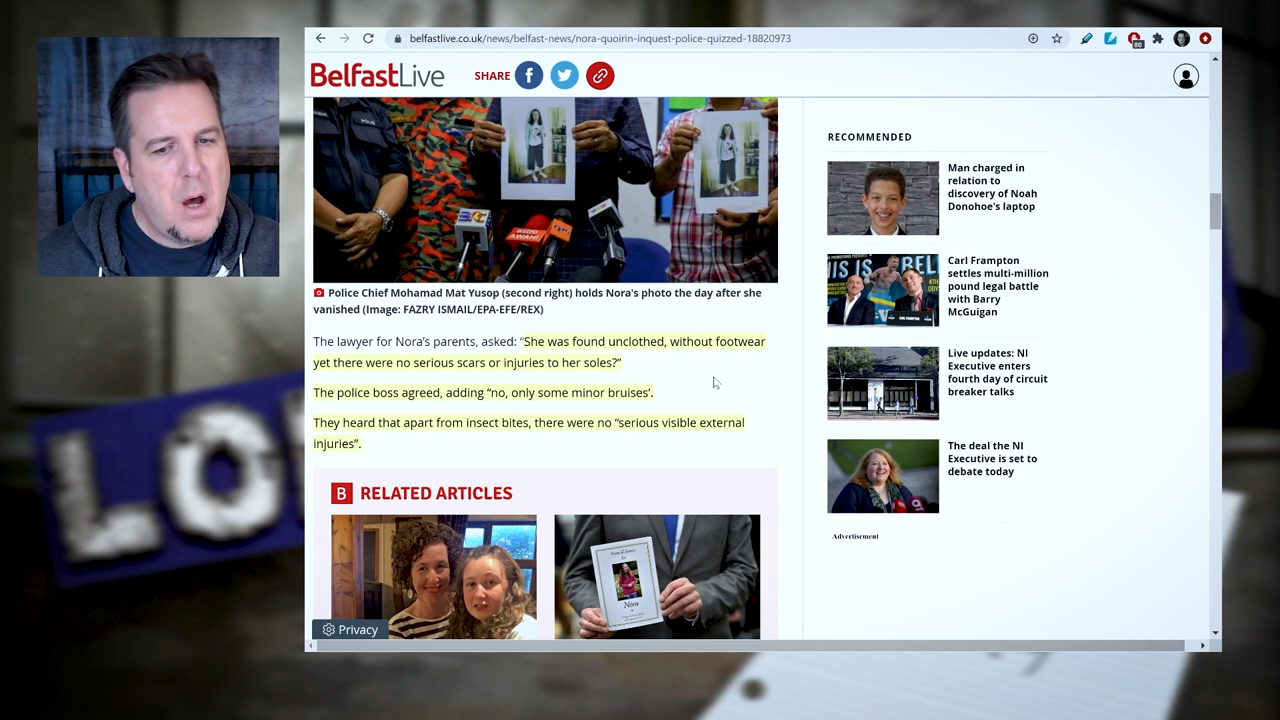 belfastlive.co.uk/news/belfast-news/nora-quoirin-inquest-police-quizzed-18820973
80
BelfastLive
SHARE
POLIS
astro
AWANI
Police Chief Mohamad Mat Yusop (second right) holds Nora's photo the day after she
vanished (Image: FAZRY ISMAIL/EPA-EFE/REX)
The lawyer for Nora's parents, asked: “She was found unclothed, without footwear
yet there were no serious scars or injuries to her soles?”
The police boss agreed, adding “no, only some minor bruises’.
They heard that apart from insect bites, there were no “serious visible external
injuries”.
B RELATED ARTICLES
Nora
Privacy
RECOMMENDED
Man charged in
relation to
discovery of Noah
Donohoe's laptop
Carl Frampton
settles multi-million
pound legal battle
with Barry
McGuigan
Live updates: NI
Executive enters
fourth day of circuit
breaker talks
The deal the NI
Executive is set to
debate today
Advertisement
LO